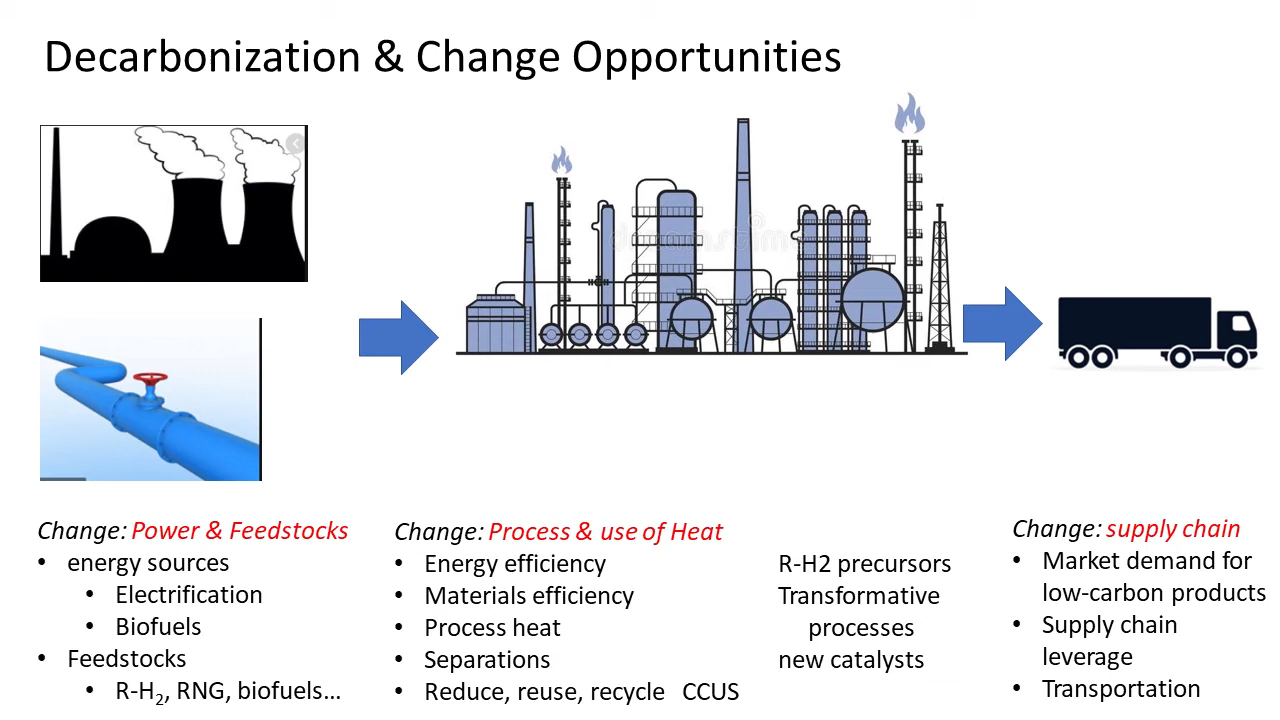 Decarbonization & Change Opportunities
dreamstime
Change: Power & Feedstocks
• energy sources
• Electrification
• Biofuels
• Feedstocks
• R-H₂, RNG, biofuels…
Change: Process & use of Heat
• Energy efficiency
• Materials efficiency
• Process heat
• Separations
• Reduce, reuse, recycle CCUS
R-H2 precursors
Transformative
processes
new catalysts
Change: supply chain
• Market demand for
low-carbon products
• Supply chain
leverage
• Transportation